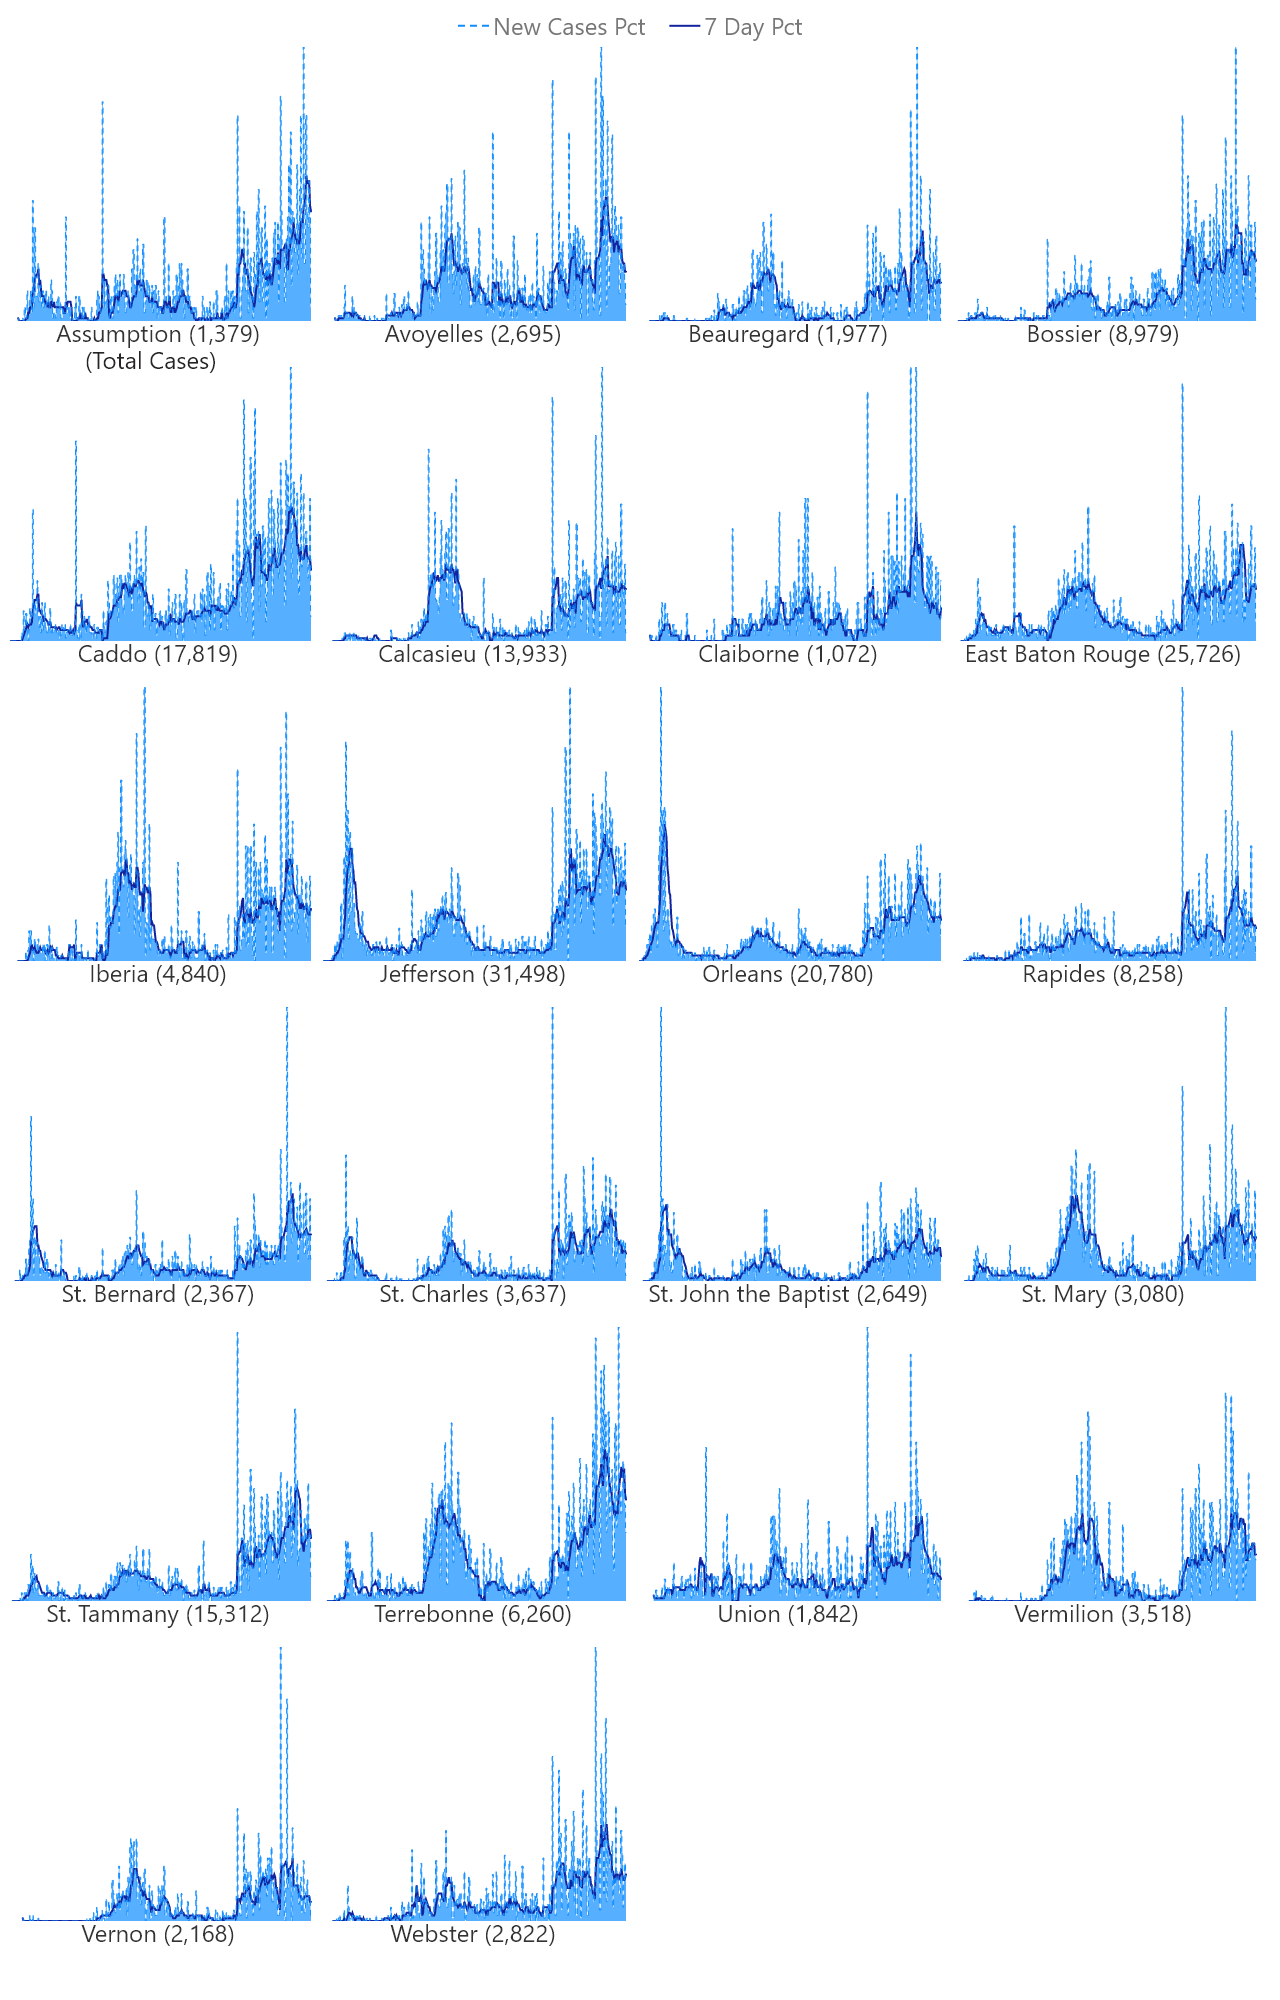 New Cases Pct 7 Day Pct
Assumption (1,379) Avoyelles (2,695) Beauregard (1,977) Bossier (8,979)
(Total Cases)
Caddo (17,819) Calcasieu (13,933) Claiborne (1,072) East Baton Rouge (25,726)
Iberia (4,840) Jefferson (31,498) Orleans (20,780) Rapides (8,258)
St. Bernard (2,367) St. Charles (3,637) St. John the Baptist (2,649) St. Mary (3,080)
St. Tammany (15,312) Terrebonne (6,260) Union (1,842) Vermilion (3,518)
Vernon (2,168) Webster (2,822)